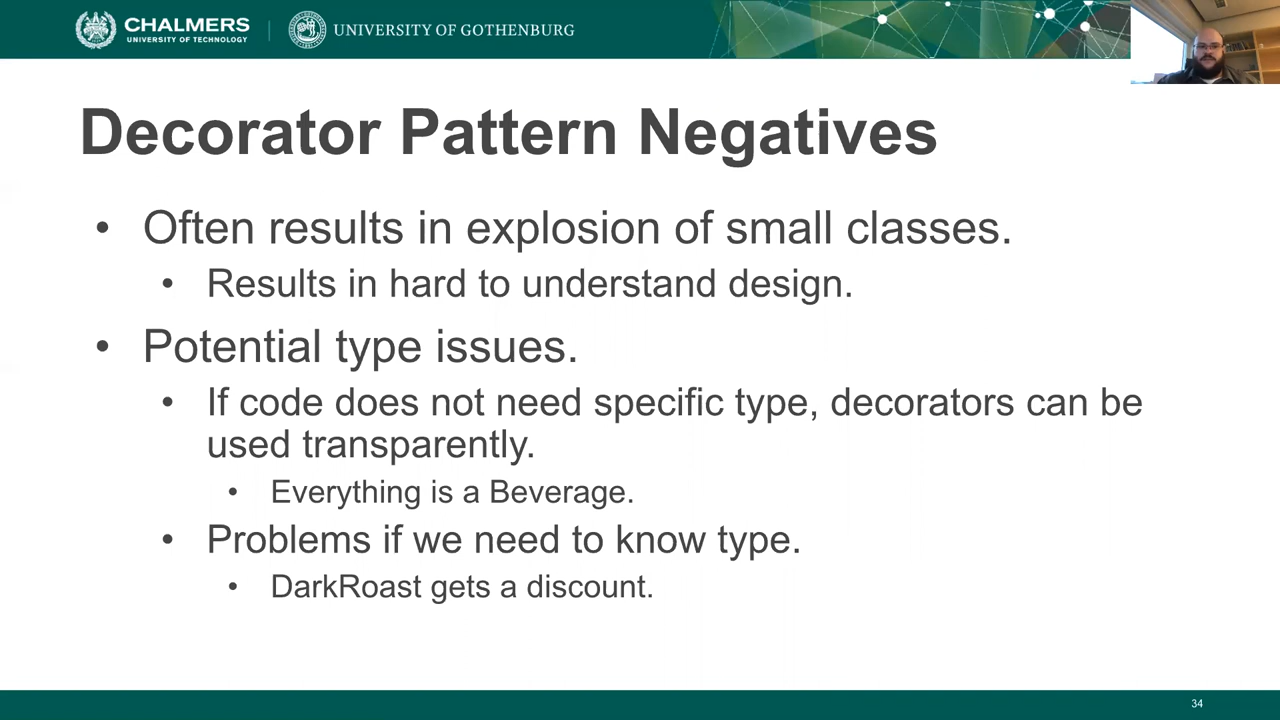 CHALMERS
UNIVERSITY OF TECHNOLOGY
UNIVERSITY OF GOTHENBURG
Decorator Pattern Negatives
• Often results in explosion of small classes.
• Results in hard to understand design.
• Potential type issues.
• If code does not need specific type, decorators can be
used transparently.
• Everything is a Beverage.
• Problems if we need to know type.
• DarkRoast gets a discount.
34